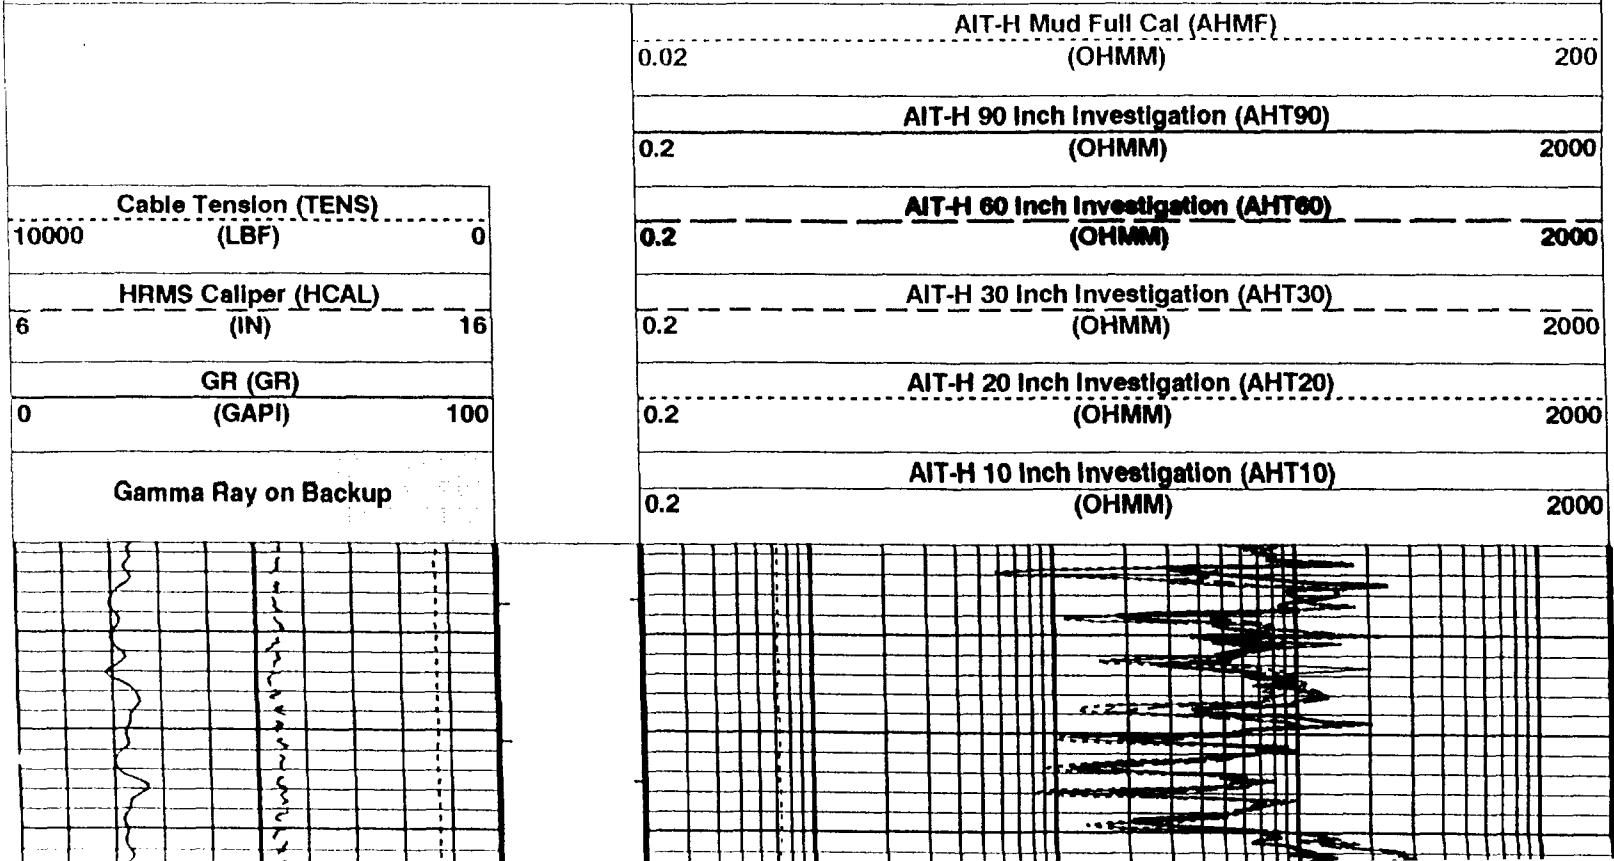 AIT-H Mud Full Cal (AHMF)
0.02 (OHMM) 200
AIT-H 90 Inch Investigation (AHT90)
0.2 (OHMM) 2000
Cable Tension (TENS)
10000 (LBF) 0
AIT-H 60 Inch Investigation (AHT60)
0.2 (OHMM) 2000
HRMS Caliper (HCAL)
6 (IN) 16
AIT-H 30 Inch Investigation (AHT30)
0.2 (OHMM) 2000
GR (GR)
0 (GAPI) 100
AIT-H 20 Inch Investigation (AHT20)
0.2 (OHMM) 2000
Gamma Ray on Backup
AIT-H 10 Inch Investigation (AHT10)
0.2 (OHMM) 2000